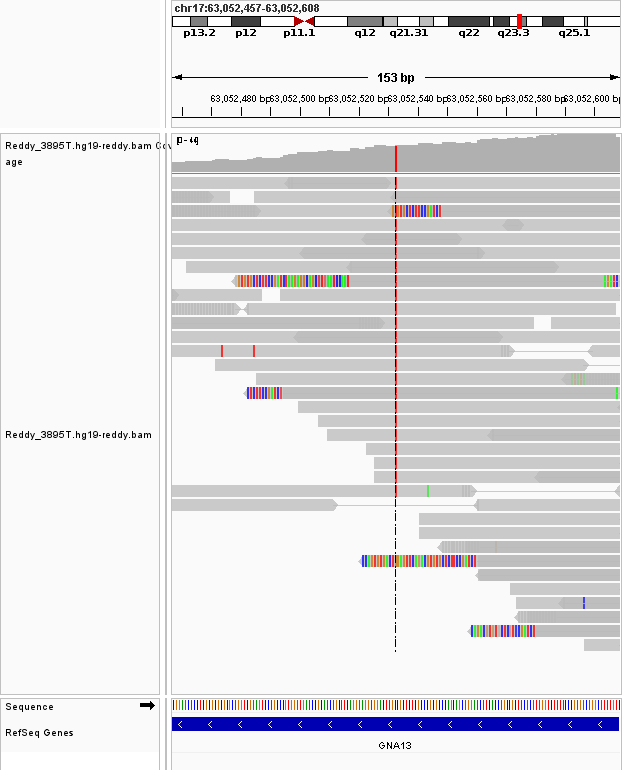 chr17:63,052,457-63,052,608
p13.2 p12 p11.1 q12 q21.31 q22 q23.3 q25.1
153 bp
63,052,480 bp 63,052,500 bp 63,052,520 bp 63,052,540 bp 63,052,560 bp 63,052,580 bp 63,052,600 bp
Reddy_3895T.hg19-reddy.bam
age
Reddy_3895T.hg19-reddy.bam
Sequence
RefSeq Genes
GNA13